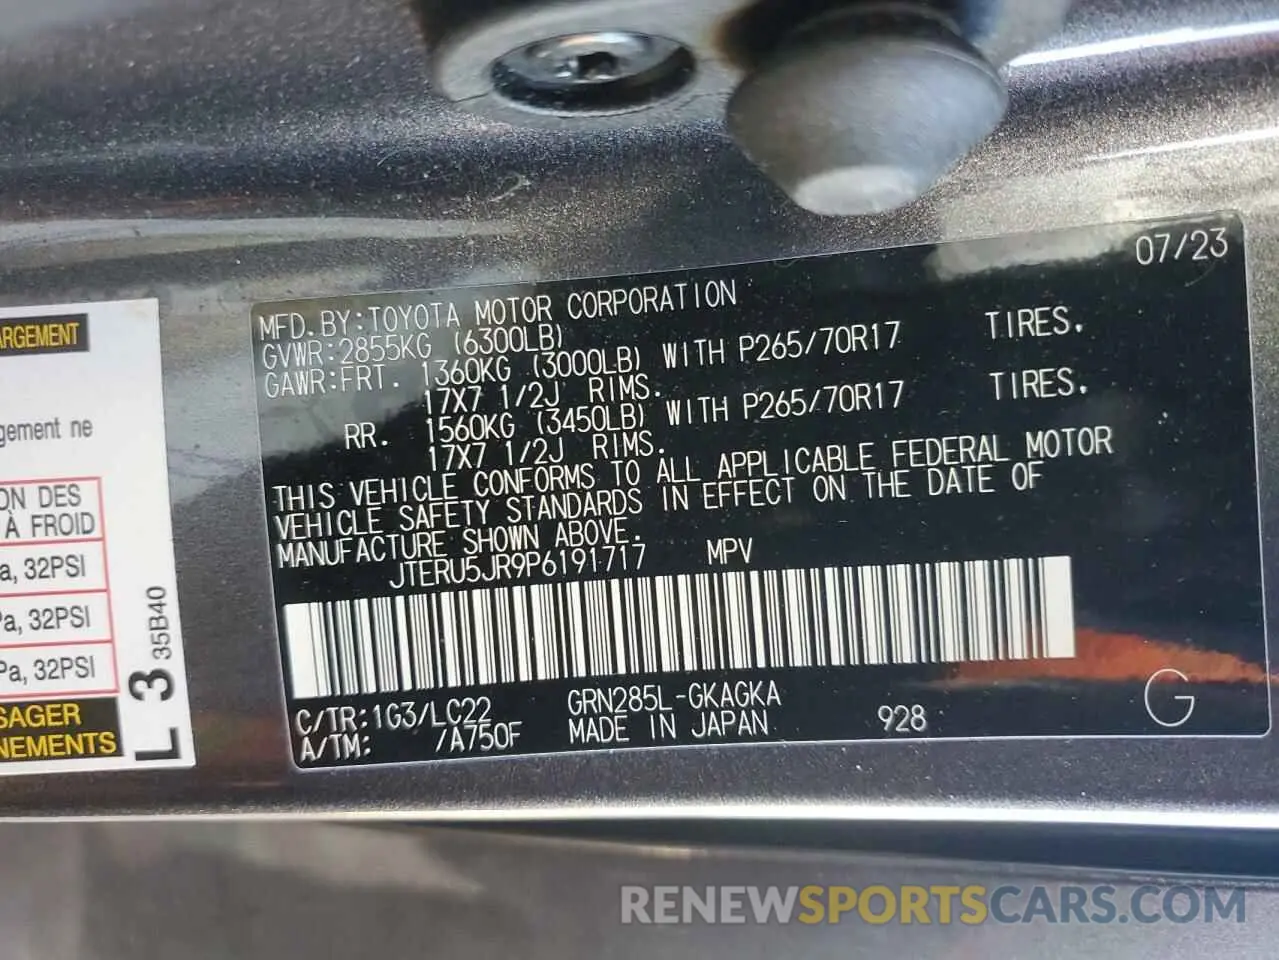 07/23
MFD.BY:TOYOTA MOTOR CORPORATION
GVWR:2855KG (6300LB)
GAWR:FRT. 1360KG (3000LB) WITH P265/70R17 TIRES.
17X7 1/2J RIMS.
RR. 1560KG (3450LB) WITH P265/70R17 TIRES.
17X7 1/2J RIMS.
THIS VEHICLE CONFORMS TO ALL APPLICABLE FEDERAL MOTOR
VEHICLE SAFETY STANDARDS IN EFFECT ON THE DATE OF
MANUFACTURE SHOWN ABOVE.
JTERU5JR9P6191717 MPV
C/TR:1G3/LC22 GRN285L-GKAGKA
A/TM: /A750F MADE IN JAPAN 928 G
ARGEMENT
gement ne
ON DES
À FROID
a, 32PSI
Pa, 32PSI
Pa, 32PSI
SAGER
NEMENTS
L 3 35B40
RENEWSPORTSCARS.COM